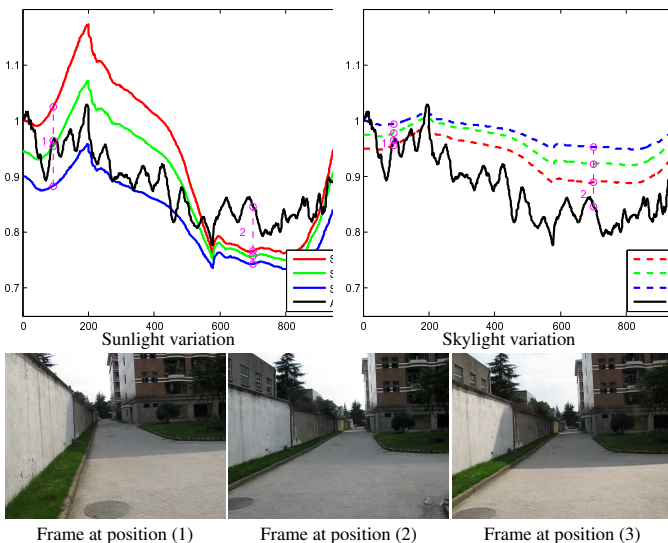 1.1
1
0.9
0.8
0.7
0 200 400 600 800
1
2
S
S
S
A
Sunlight variation
1.1
1
0.9
0.8
0.7
0 200 400 600 800
1
2
Skylight variation
Frame at position (1)
Frame at position (2)
Frame at position (3)